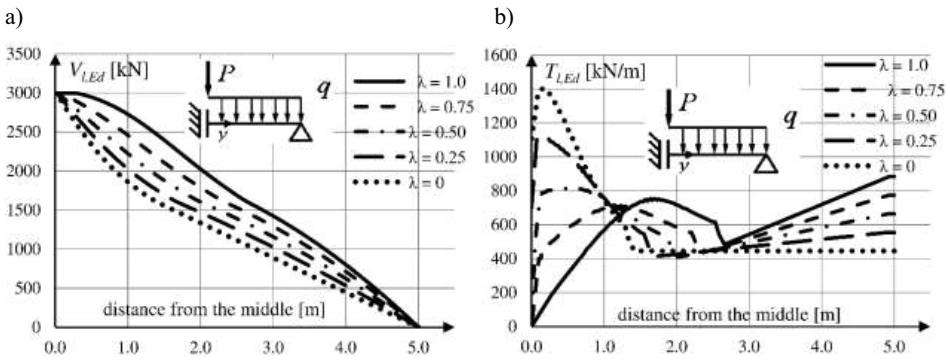 a)
V_{l,Ed} [kN]
3500
3000
2500
2000
1500
1000
500
0
0.0 1.0 2.0 3.0 4.0 5.0
distance from the middle [m]
P
q
y
λ = 1.0
λ = 0.75
λ = 0.50
λ = 0.25
λ = 0
b)
T_{l,Ed} [kN/m]
1600
1400
1200
1000
800
600
400
200
0
0.0 1.0 2.0 3.0 4.0 5.0
distance from the middle [m]
P
q
y
λ = 1.0
λ = 0.75
λ = 0.50
λ = 0.25
λ = 0